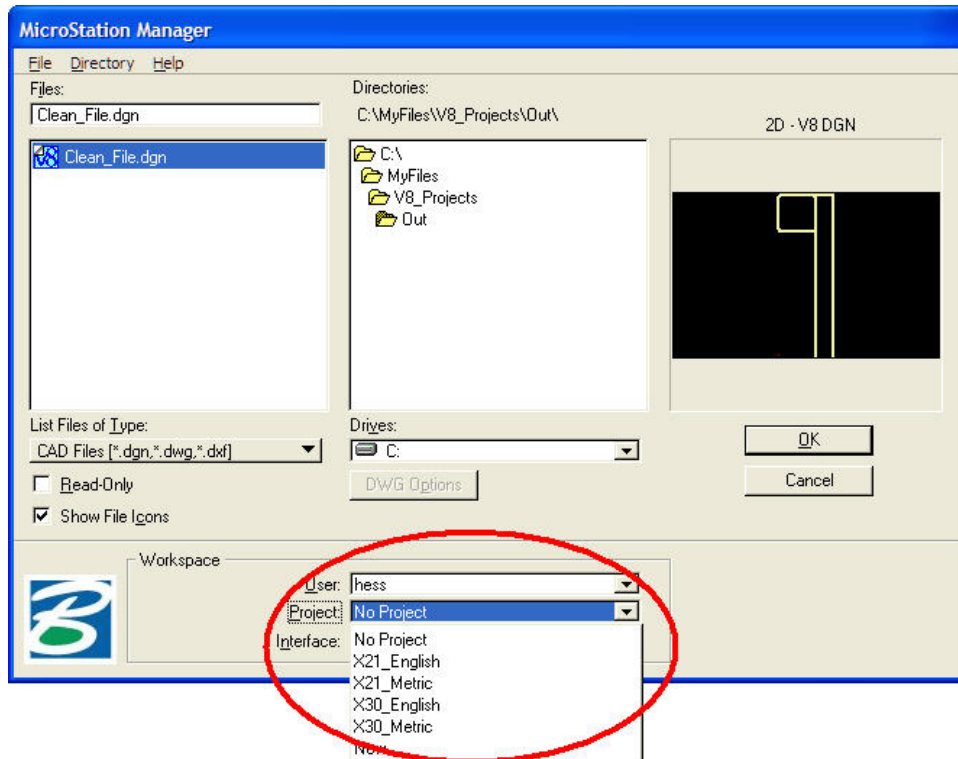 MicroStation Manager
File Directory Help
Files:
Clean_File.dgn
Clean_File.dgn
List Files of Type:
CAD Files [*.dgn,*.dwg,*.dxf]
Read-Only
Show File Icons
Directories:
C:\MyFiles\V8_Projects\Out\
C:\
MyFiles
V8_Projects
Out
Drives:
C:
DWG Options
2D - V8 DGN
OK
Cancel
Workspace
User: hess
Project: No Project
Interface:
No Project
X21_English
X21_Metric
X30_English
X30_Metric